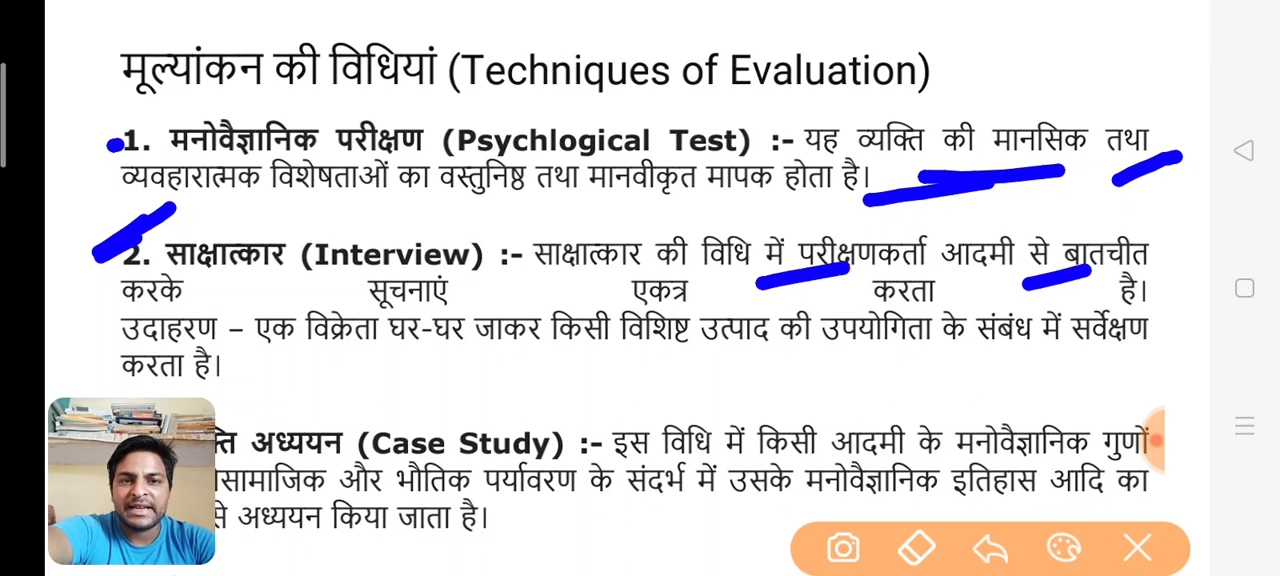 मूल्यांकन की विधियां (Techniques of Evaluation)
1. मनोवैज्ञानिक परीक्षण (Psychlogical Test) :- यह व्यक्ति की मानसिक तथा
व्यवहारात्मक विशेषताओं का वस्तुनिष्ठ तथा मानवीकृत मापक होता है।
2. साक्षात्कार (Interview) :- साक्षात्कार की विधि में परीक्षणकर्ता आदमी से बातचीत
करके सूचनाएं एकत्र करता है।
उदाहरण – एक विक्रेता घर-घर जाकर किसी विशिष्ट उत्पाद की उपयोगिता के संबंध में सर्वेक्षण
करता है।
अध्ययन (Case Study) :- इस विधि में किसी आदमी के मनोवैज्ञानिक गुणों
सामाजिक और भौतिक पर्यावरण के संदर्भ में उसके मनोवैज्ञानिक इतिहास आदि का
से अध्ययन किया जाता है।